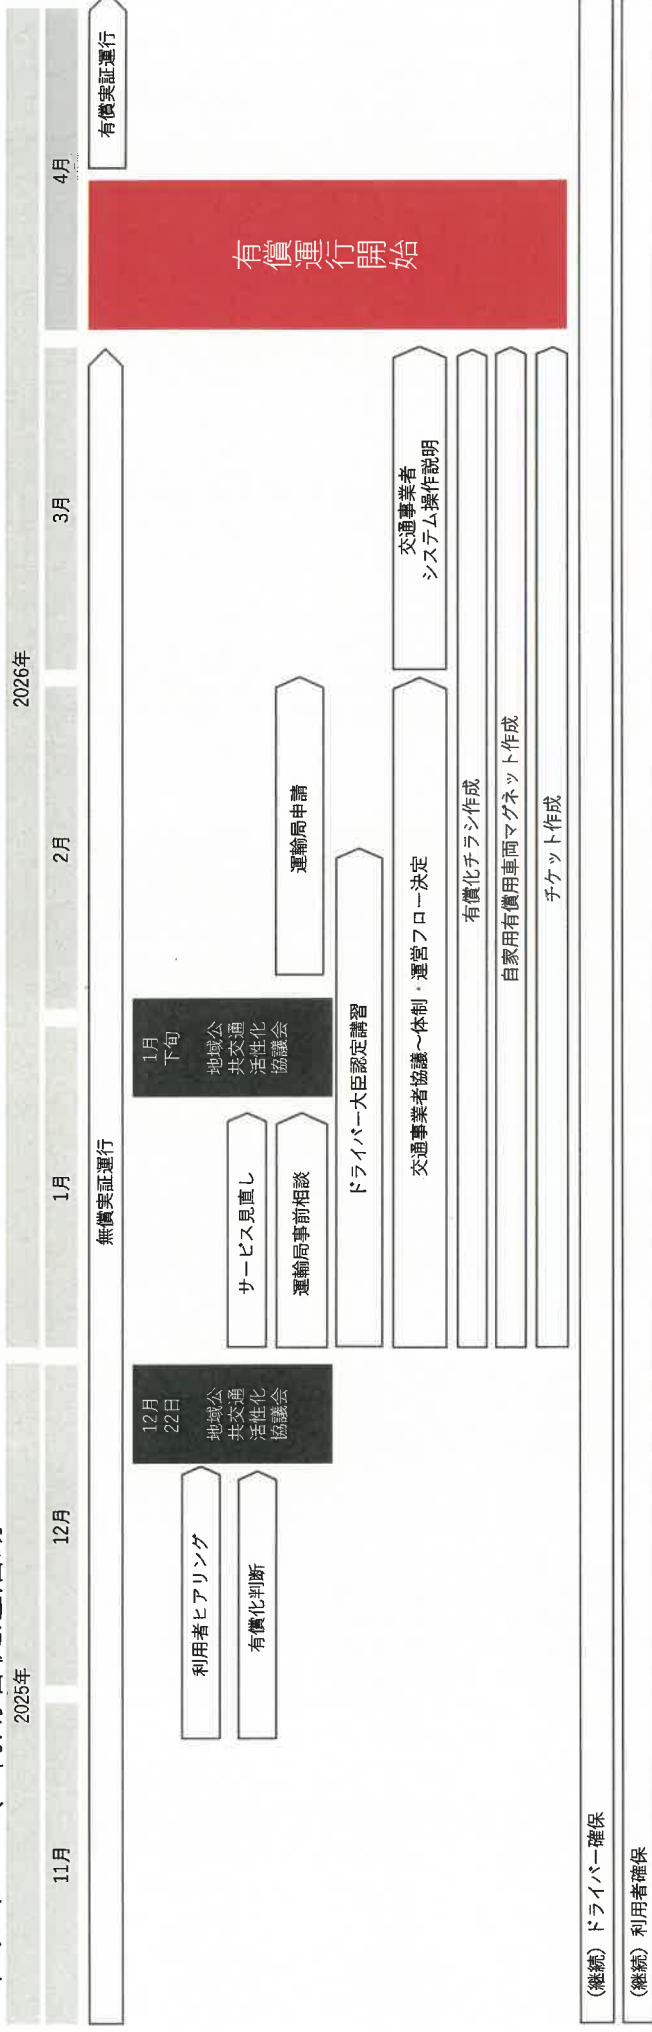 2025年
2026年
11月
12月
1月
2月
3月
4月
無償実証運行
有償実証運行
利用者ヒアリング
有償化判断
12月
22日
地域公
共交通
活性化
協議会
サービス見直し
運輸局事前相談
1月
下旬
地域公
共交通
活性化
協議会
運輸局申請
ドライバー大臣認定講習
交通事業者協議～体制・運営フロー決定
交通事業者
システム操作説明
有償化チラシ作成
自家用有償用車両マグネット作成
チケット作成
有
償
運
行
開
始
（継続）ドライバー確保
（継続）利用者確保